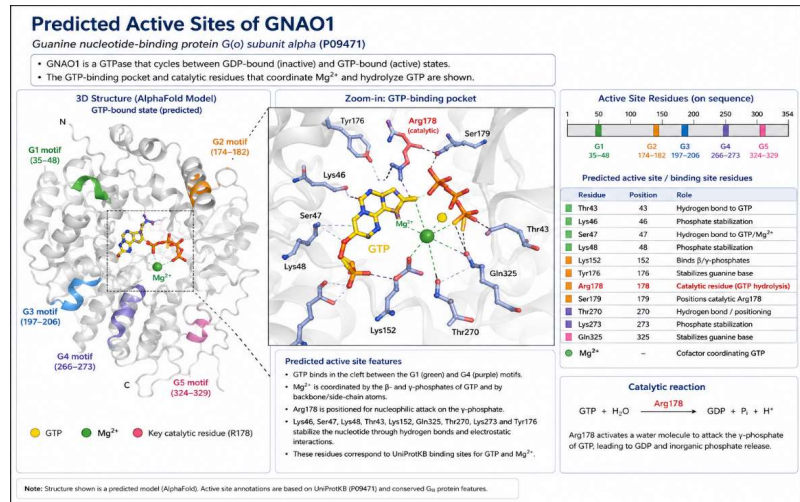 Predicted Active Sites of GNAO1
Guanine nucleotide-binding protein G(o) subunit alpha (P09471)
• GNAO1 is a GTPase that cycles between GDP-bound (inactive) and GTP-bound (active) states.
• The GTP-binding pocket and catalytic residues that coordinate Mg²⁺ and hydrolyze GTP are shown.
3D Structure (AlphaFold Model)
GTP-bound state (predicted)
N
G1 motif
(35–48)
G2 motif
(174–182)
Mg²⁺
G3 motif
(197–206)
G4 motif
(266–273)
G5 motif
(324–329)
C
GTP
Mg²⁺
Key catalytic residue (R178)
Zoom-in: GTP-binding pocket
Tyr176
Arg178
(catalytic)
Ser179
Lys46
Ser47
Mg²⁺
Thr43
GTP
Lys48
Gln325
Lys152
Thr270
Predicted active site features
• GTP binds in the cleft between the G1 (green) and G4 (purple) motifs.
• Mg²⁺ is coordinated by the β- and γ-phosphates of GTP and by
backbone/side-chain atoms.
• Arg178 is positioned for nucleophilic attack on the γ-phosphate.
• Lys46, Ser47, Lys48, Thr43, Lys152, Gln325, Thr270, Lys273 and Tyr176
stabilize the nucleotide through hydrogen bonds and electrostatic
interactions.
• These residues correspond to UniProtKB binding sites for GTP and Mg²⁺.
Active Site Residues (on sequence)
1 50 100 150 200 250 300 354
G1 G2 G3 G4 G5
35–48 174–182 197–206 266–273 324–329
Predicted active site / binding site residues
Residue Position Role
Thr43 43 Hydrogen bond to GTP
Lys46 46 Phosphate stabilization
Ser47 47 Hydrogen bond to GTP/Mg²⁺
Lys48 48 Phosphate stabilization
Lys152 152 Binds β/γ-phosphates
Tyr176 176 Stabilizes guanine base
Arg178 178 Catalytic residue (GTP hydrolysis)
Ser179 179 Positions catalytic Arg178
Thr270 270 Hydrogen bond / positioning
Lys273 273 Phosphate stabilization
Gln325 325 Stabilizes guanine base
Mg²⁺ – Cofactor coordinating GTP
Catalytic reaction
Arg178
GTP + H₂O → GDP + Pᵢ + H⁺
Arg178 activates a water molecule to attack the γ-phosphate
of GTP, leading to GDP and inorganic phosphate release.
Note: Structure shown is a predicted model (AlphaFold). Active site annotations are based on UniProtKB (P09471) and conserved Gα protein features.